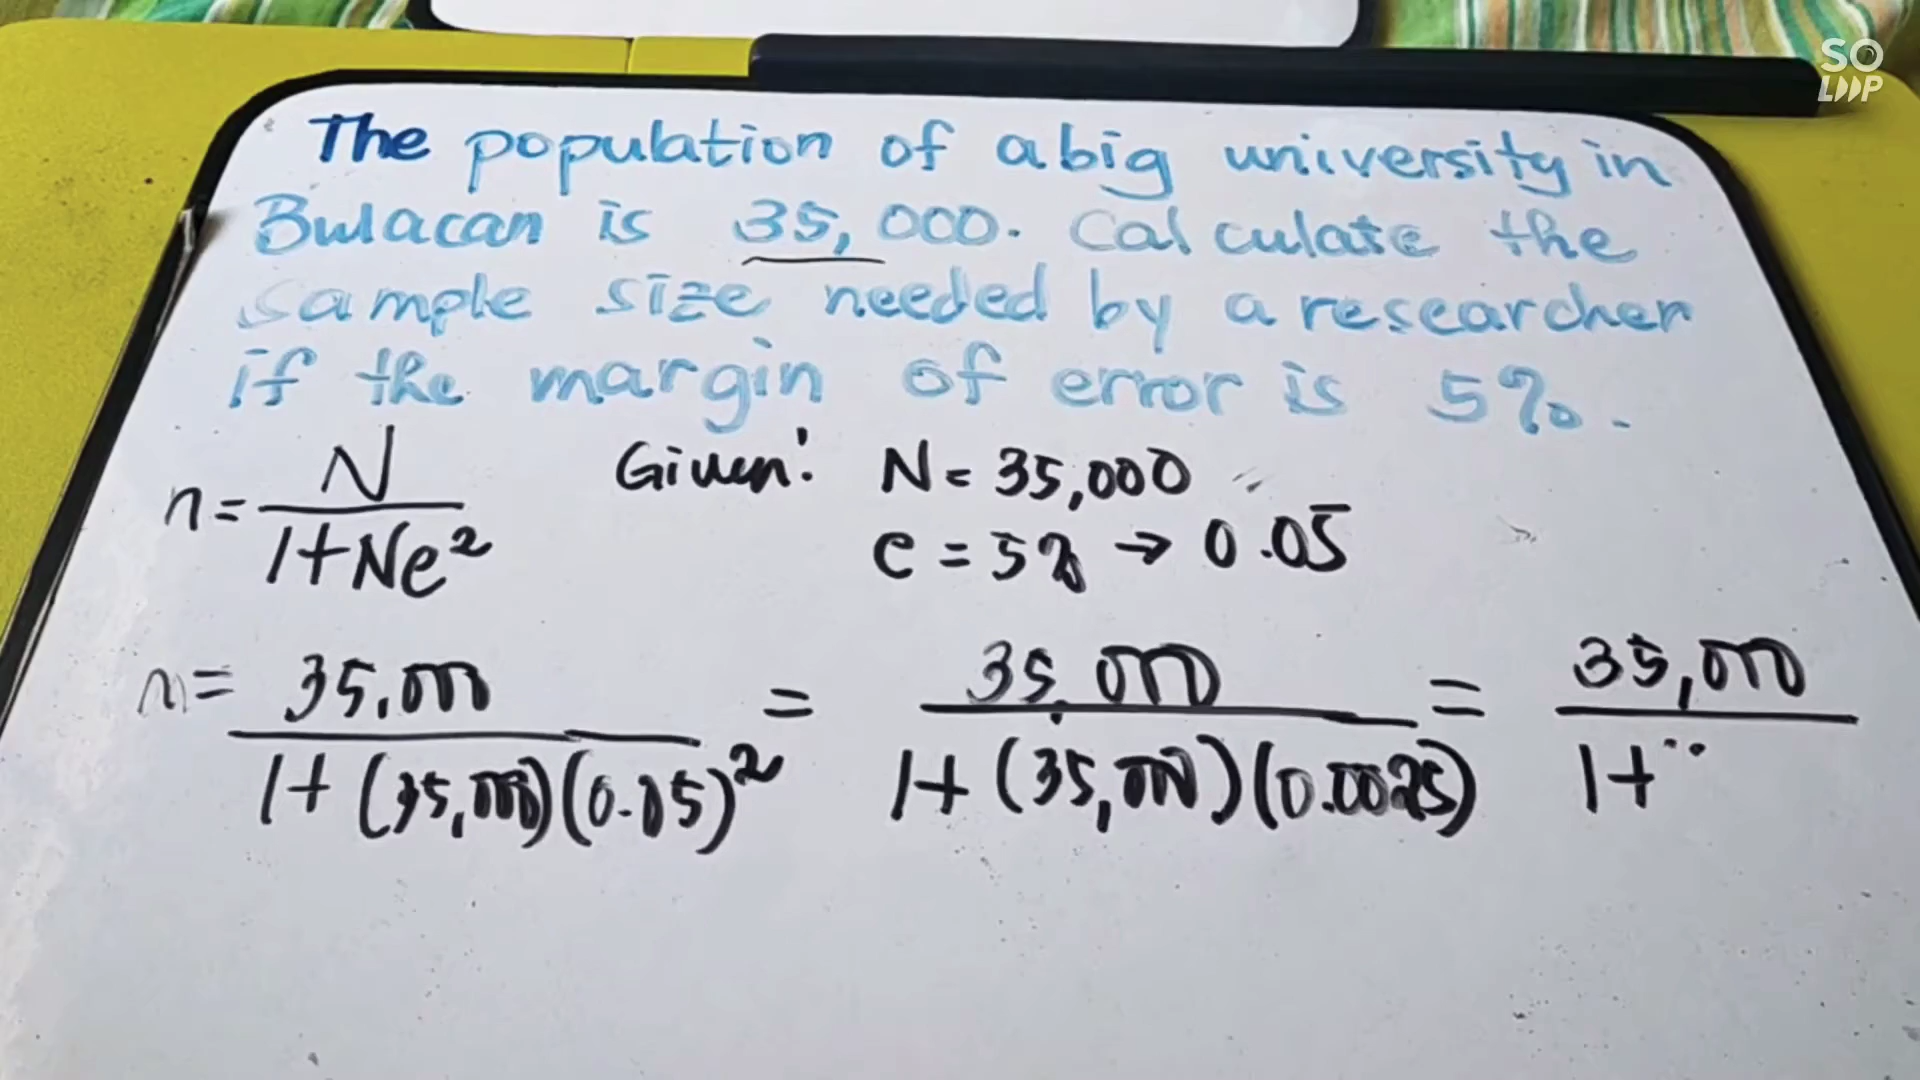 SO
LOOP
The population of a big university in
Bulacan is 35,000. Calculate the
sample size needed by a researcher
if the margin of error is 5%.
n = N / 1+Ne² Given: N = 35,000
e = 5% → 0.05
n = 35,000 / 1+(35,000)(0.05)² = 35,000 / 1+(35,000)(0.0025) = 35,000 / 1+